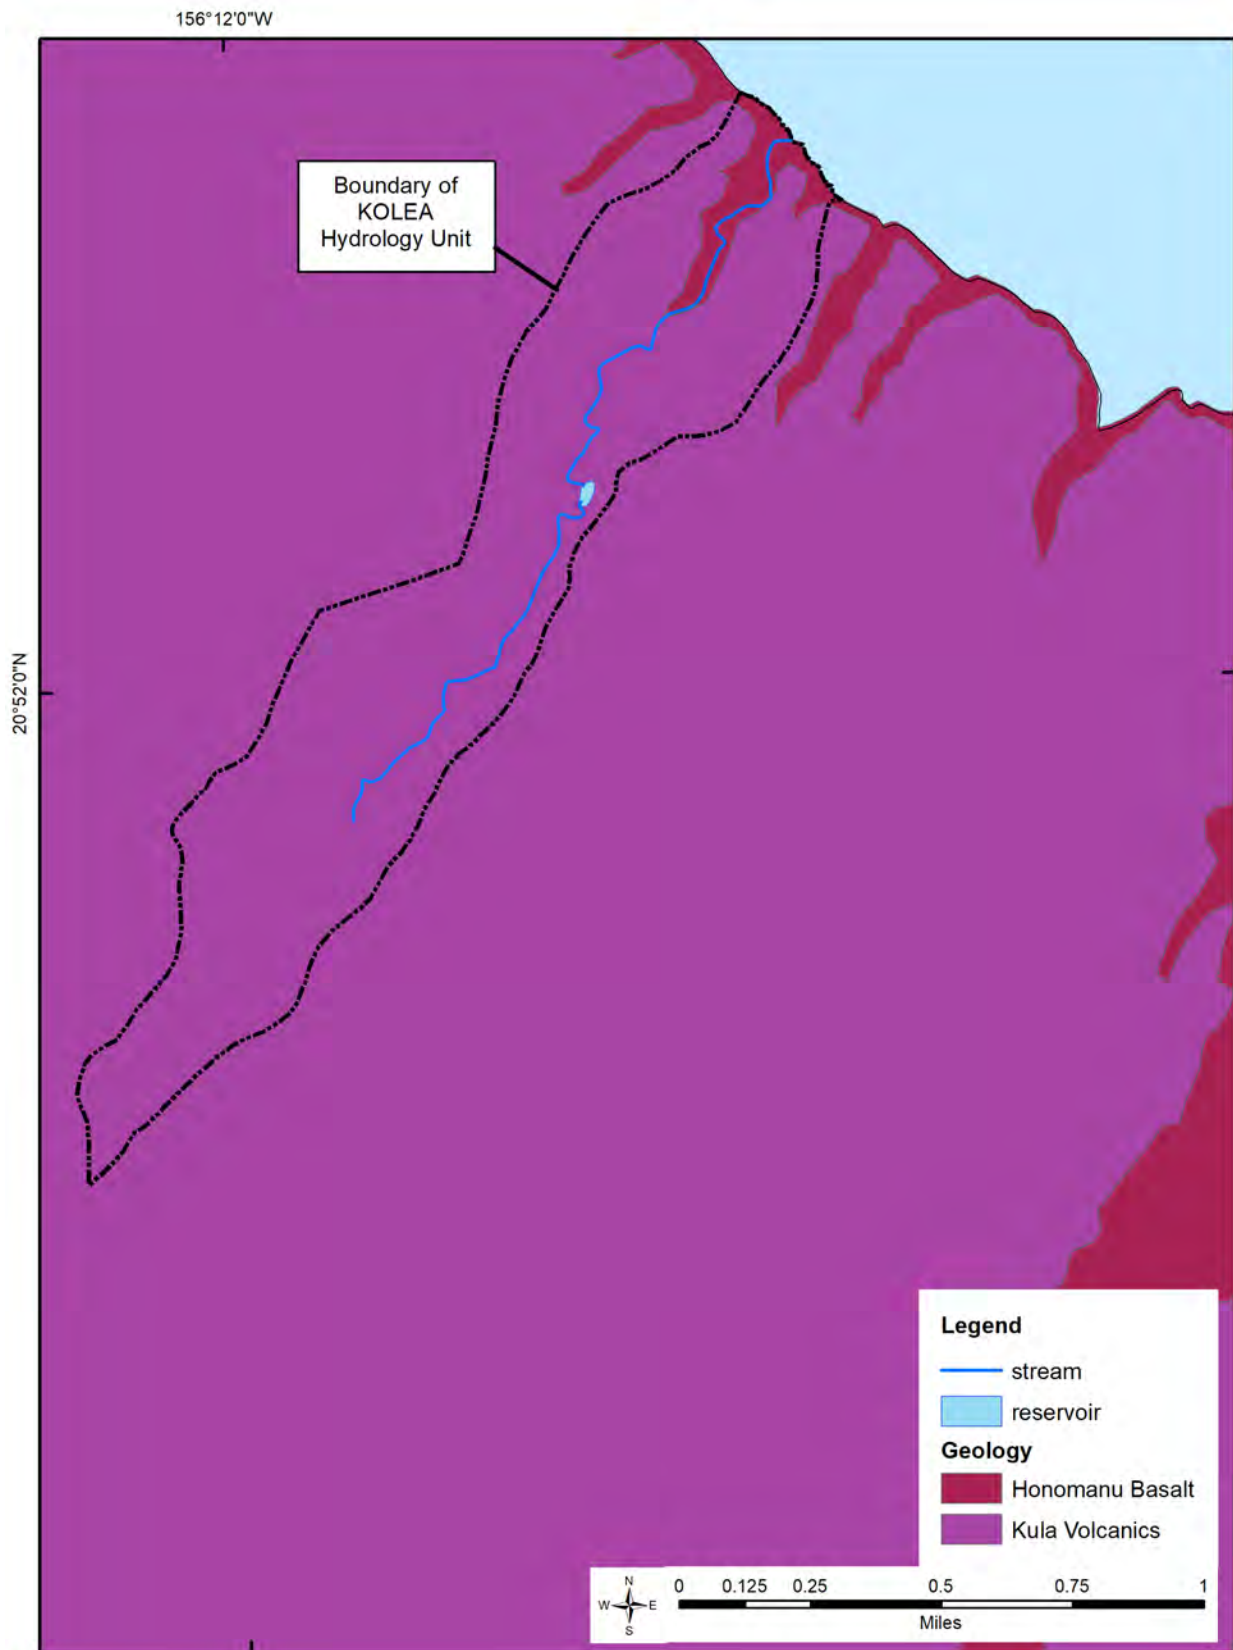 156°12'0"W
Boundary of
KOLEA
Hydrology Unit
20°52'0"N
Legend
stream
reservoir
Geology
Honomanu Basalt
Kula Volcanics
N
W E
S
0 0.125 0.25 0.5 0.75 1
Miles